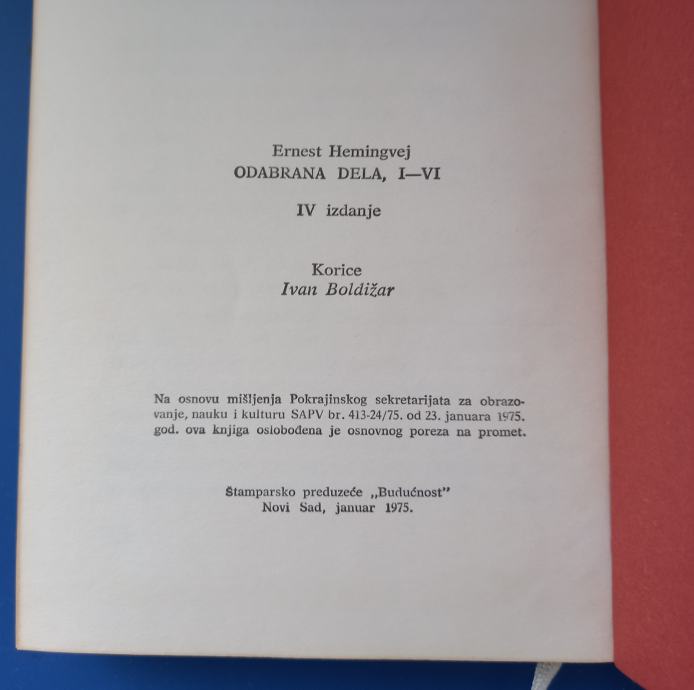 Ernest Hemingvej
ODABRANA DELA, I—VI
IV izdanje
Korice
Ivan Boldižar
Na osnovu mišljenja Pokrajinskog sekretarijata za obrazo-
vanje, nauku i kulturu SAPV br. 413-24/75. od 23. januara 1975.
god. ova knjiga oslobođena je osnovnog poreza na promet.
Štamparsko preduzeće „Budućnost”
Novi Sad, januar 1975.